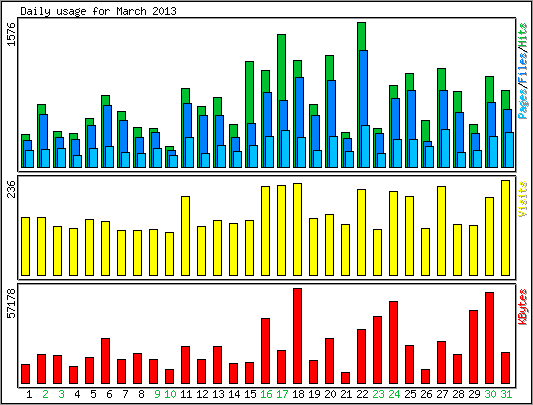 Daily usage for March 2013
1576
Pages/Files/Hits
236
Visits
57178
KBytes
1 2 3 4 5 6 7 8 9 10 11 12 13 14 15 16 17 18 19 20 21 22 23 24 25 26 27 28 29 30 31